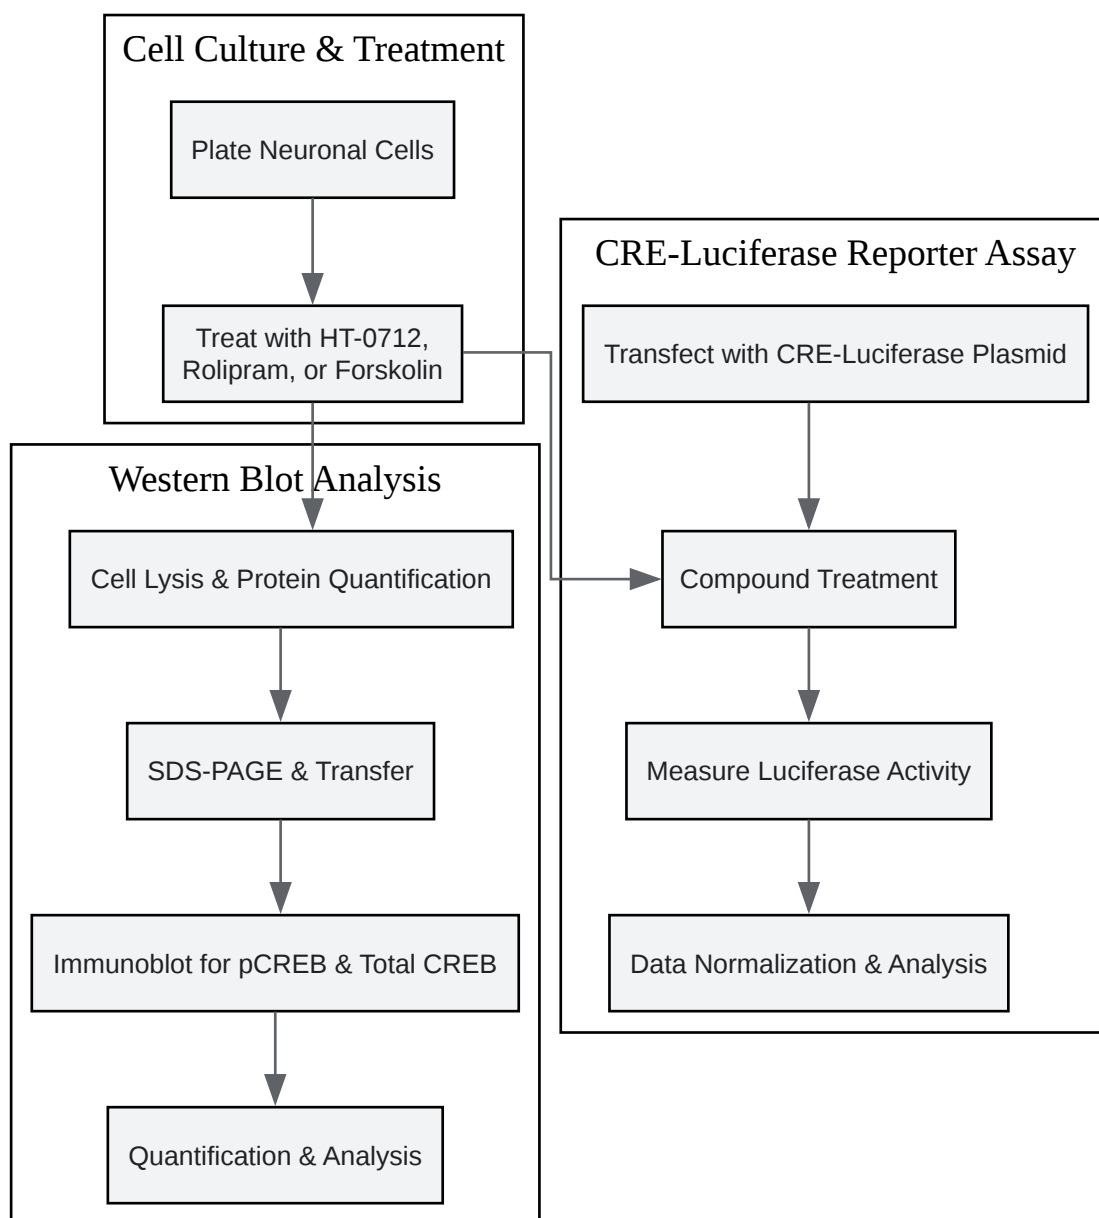 Cell Culture & Treatment
Plate Neuronal Cells
Treat with HT-0712,
Rolipram, or Forskolin
Western Blot Analysis
Cell Lysis & Protein Quantification
SDS-PAGE & Transfer
Immunoblot for pCREB & Total CREB
Quantification & Analysis
CRE-Luciferase Reporter Assay
Transfect with CRE-Luciferase Plasmid
Compound Treatment
Measure Luciferase Activity
Data Normalization & Analysis